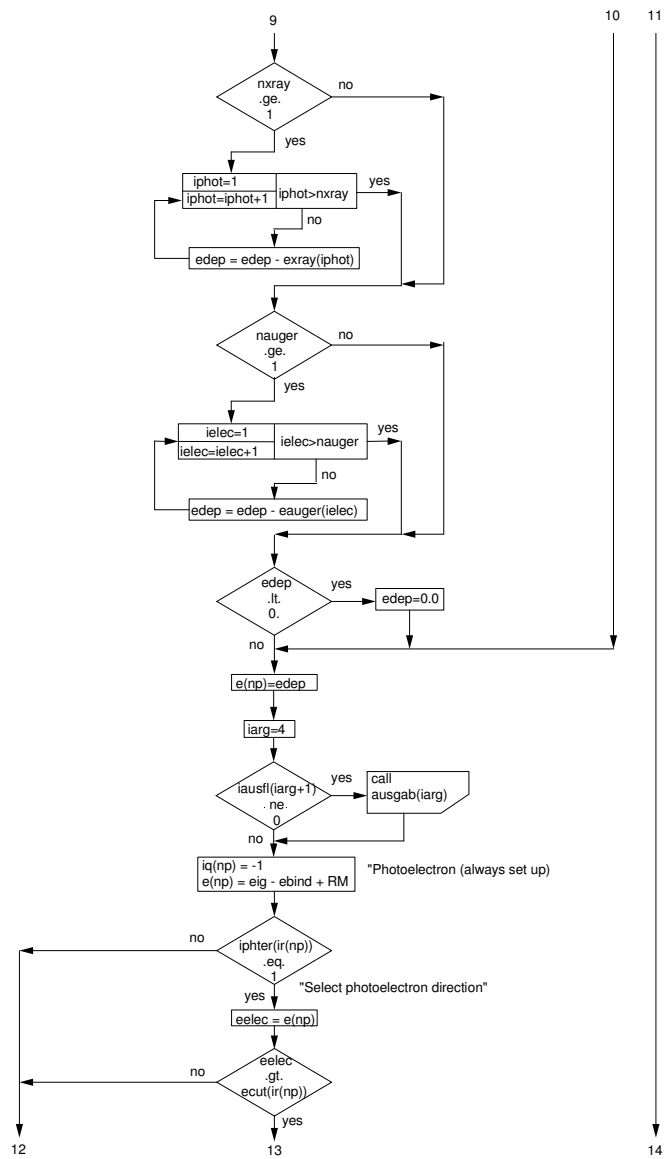 9
10
11
nxray
.ge.
1
no
yes
iphot=1
iphot=iphot+1
iphot>nxray
yes
no
edep = edep - exray(iphot)
nauger
.ge.
1
no
yes
ielec=1
ielec=ielec+1
ielec>nauger
yes
no
edep = edep - eauger(ielec)
edep
.lt.
0.
yes
edep=0.0
no
e(np)=edep
iarg=4
iausfl(iarg+1)
.ne.
0
yes
call
ausgab(iarg)
no
iq(np) = -1
e(np) = eig - ebind + RM
"Photoelectron (always set up)
iphter(ir(np))
.eq.
1
no
"Select photoelectron direction"
yes
eelec = e(np)
eelec
.gt.
ecut(ir(np))
no
yes
12
13
14